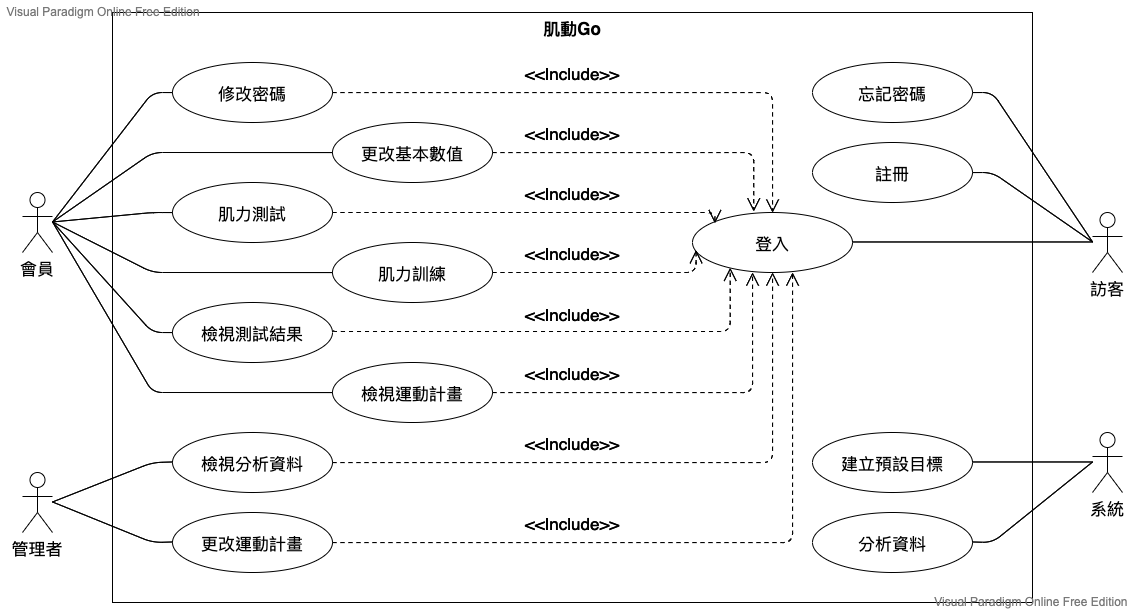 Visual Paradigm Online Free Edition
肌動Go
修改密碼
<<Include>>
忘記密碼
更改基本數值
<<Include>>
註冊
肌力測試
<<Include>>
登入
會員
訪客
肌力訓練
<<Include>>
檢視測試結果
<<Include>>
檢視運動計畫
<<Include>>
檢視分析資料
<<Include>>
建立預設目標
系統
管理者
更改運動計畫
<<Include>>
分析資料
Visual Paradigm Online Free Edition